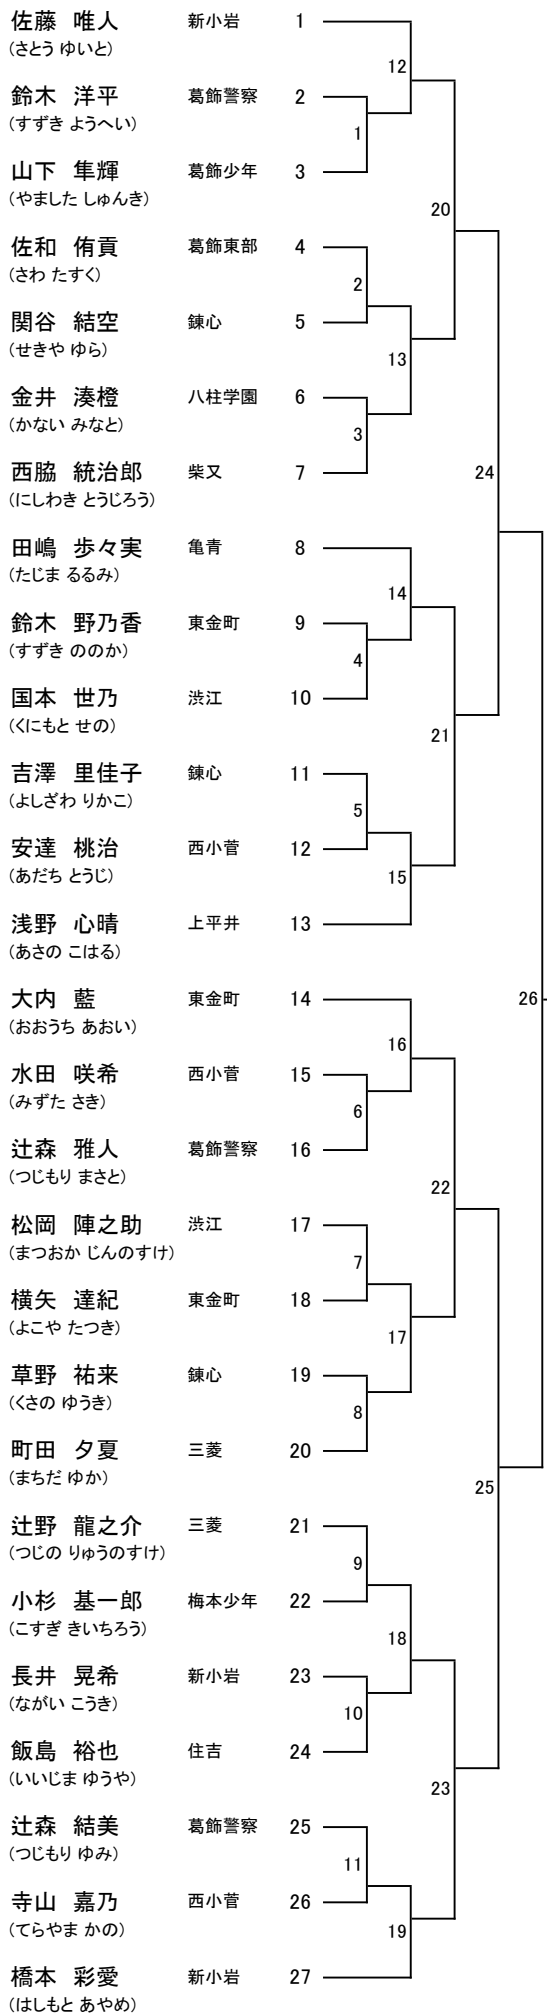 佐藤 唯人 新小岩 1
(さとう ゆいと)
12
鈴木 洋平 葛飾警察 2
(すずき ようへい)
1
山下 隼輝 葛飾少年 3
(やました しゅんき)
20
佐和 侑貢 葛飾東部 4
(さわ たすく)
2
関谷 結空 錬心 5
(せきや ゆら)
13
金井 湊橙 八柱学園 6
(かない みなと)
3
西脇 統治郎 柴又 7
24
(にしわき とうじろう)
田嶋 歩々実 亀青 8
(たじま るるみ)
14
鈴木 野乃香 東金町 9
(すずき ののか)
4
国本 世乃 渋江 10
(くにもと せの)
21
吉澤 里佳子 錬心 11
(よしざわ りかこ)
5
安達 桃治 西小菅 12
(あだち とうじ)
15
浅野 心晴 上平井 13
(あさの こはる)
大内 藍 東金町 14
26
(おおうち あおい)
16
水田 咲希 西小菅 15
(みずた さき)
6
辻森 雅人 葛飾警察 16
(つじもり まさと)
22
松岡 陣之助 渋江 17
(まつおか じんのすけ)
7
横矢 達紀 東金町 18
(よこや たつき)
17
草野 祐来 錬心 19
(くさの ゆうき)
8
町田 夕夏 三菱 20
(まちだ ゆか)
25
辻野 龍之介 三菱 21
(つじの りゅうのすけ)
9
小杉 基一郎 梅本少年 22
(こすぎ きいちろう)
18
長井 晃希 新小岩 23
(ながい こうき)
10
飯島 裕也 住吉 24
(いいじま ゆうや)
23
辻森 結美 葛飾警察 25
(つじもり ゆみ)
11
寺山 嘉乃 西小菅 26
(てらやま かの)
19
橋本 彩愛 新小岩 27
(はしもと あやめ)